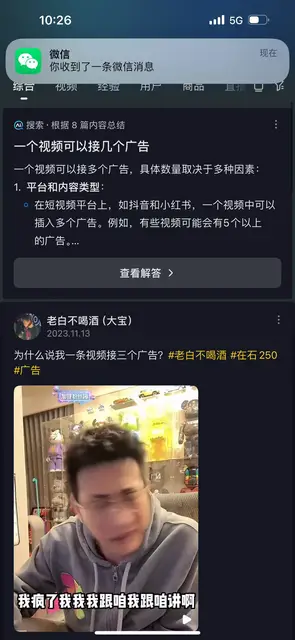 10:26
5G
微信
现在
你收到了一条微信消息
综合 视频 经验 用户 商品 直播
AI 搜索·根据 8 篇内容总结
一个视频可以接几个广告
一个视频可以接多个广告，具体数量取决于多种因素：
1. 平台和内容类型：
在短视频平台上，如抖音和小红书，一个视频中可以
插入多个广告。例如，有些视频可能会有5个以上
的广告。...
查看解答
老白不喝酒 (大宝)
2023.11.13
为什么说我一条视频接三个广告？#老白不喝酒 #在石 250
#广告
我疯了我我我跟咱我跟咱讲啊